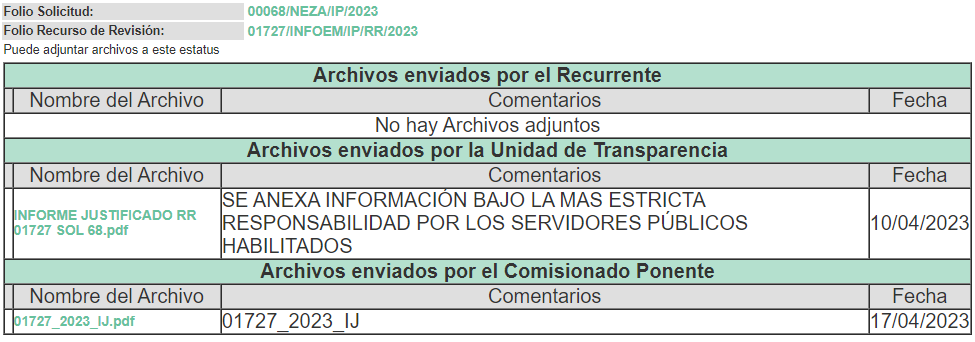 Folio Solicitud: 00068/NEZA/IP/2023
Folio Recurso de Revisión: 01727/INFOEM/IP/RR/2023
Puede adjuntar archivos a este estatus
Archivos enviados por el Recurrente
Nombre del Archivo Comentarios Fecha
No hay Archivos adjuntos
Archivos enviados por la Unidad de Transparencia
Nombre del Archivo Comentarios Fecha
INFORME JUSTIFICADO RR
01727 SOL 68.pdf
SE ANEXA INFORMACIÓN BAJO LA MAS ESTRICTA
RESPONSABILIDAD POR LOS SERVIDORES PÚBLICOS
HABILITADOS
10/04/2023
Archivos enviados por el Comisionado Ponente
Nombre del Archivo Comentarios Fecha
01727_2023_IJ.pdf 01727_2023_IJ 17/04/2023